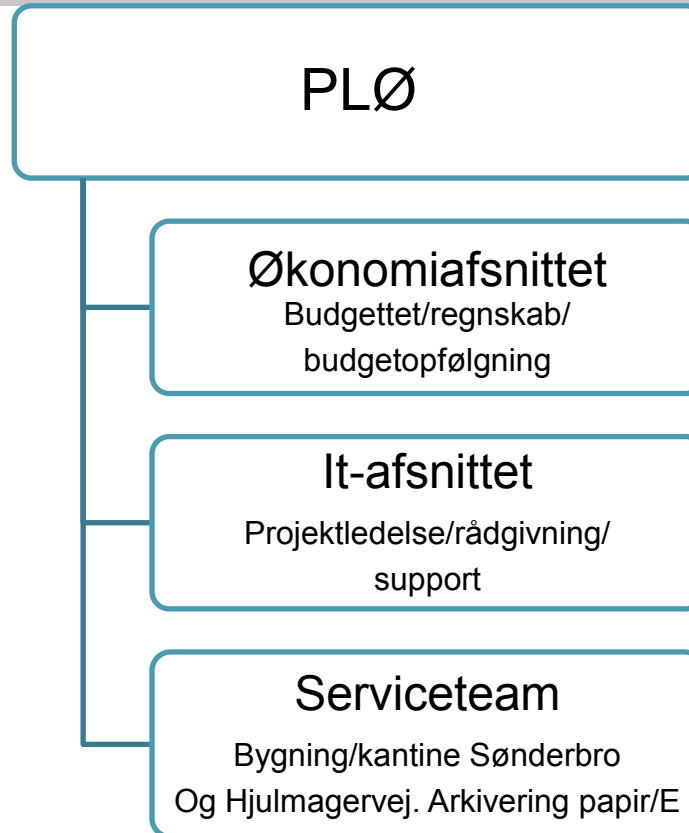 PLØ
Økonomiafsnittet
Budgettet/regnskab/
budgetopfølgning
It-afsnittet
Projektledelse/rådgivning/
support
Serviceteam
Bygning/kantine Sønderbro
Og Hjulmagervej. Arkivering papir/E